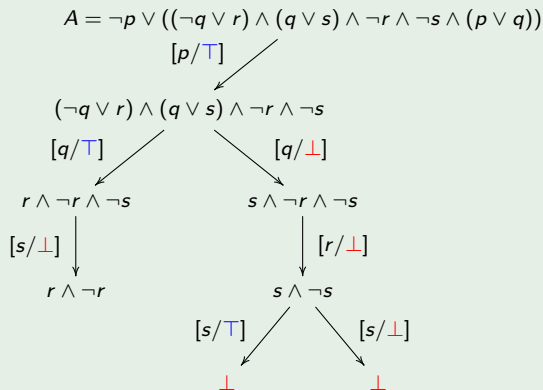 A = ¬p ∨ ((¬q ∨ r) ∧ (q ∨ s) ∧ ¬r ∧ ¬s ∧ (p ∨ q))
[p/⊤]
(¬q ∨ r) ∧ (q ∨ s) ∧ ¬r ∧ ¬s
[q/⊤] [q/⊥]
r ∧ ¬r ∧ ¬s s ∧ ¬r ∧ ¬s
[s/⊥] [r/⊥]
r ∧ ¬r s ∧ ¬s
[s/⊤] [s/⊥]
⊥ ⊥